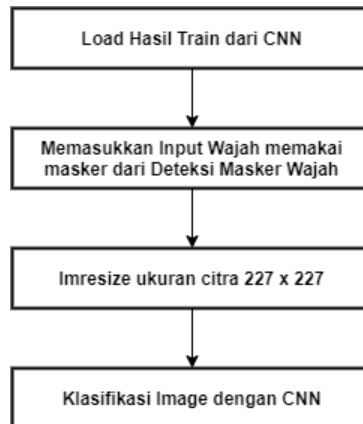 Load Hasil Train dari CNN
Memasukkan Input Wajah memakai
masker dari Deteksi Masker Wajah
Imresize ukuran citra 227 x 227
Klasifikasi Image dengan CNN